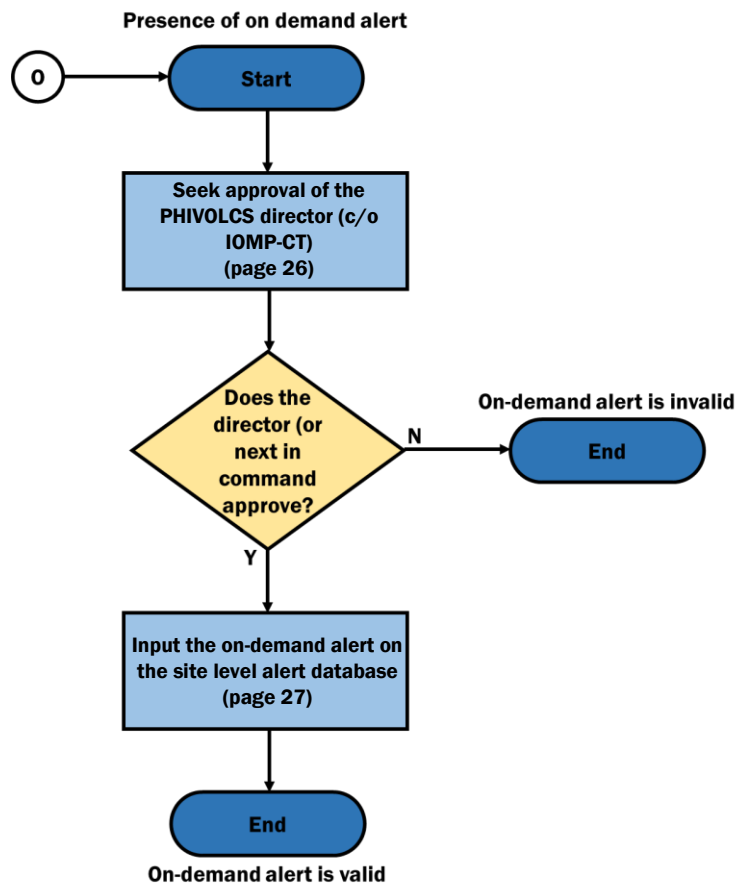 Presence of on demand alert
0
Start
Seek approval of the
PHIVOLCS director (c/o
IOMP-CT)
(page 26)
Does the
director (or
next in
command
approve?
N
On-demand alert is invalid
End
Y
Input the on-demand alert on
the site level alert database
(page 27)
End
On-demand alert is valid